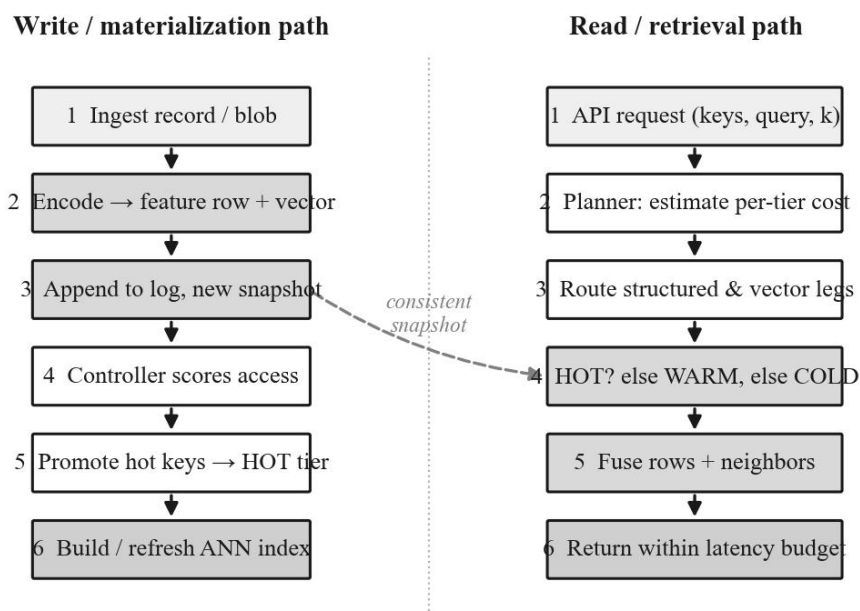 Write / materialization path
1 Ingest record / blob
2 Encode → feature row + vector
3 Append to log, new snapshot
4 Controller scores access
5 Promote hot keys → HOT tier
6 Build / refresh ANN index
consistent
snapshot
Read / retrieval path
1 API request (keys, query, k)
2 Planner: estimate per-tier cost
3 Route structured & vector legs
4 HOT? else WARM, else COLD
5 Fuse rows + neighbors
6 Return within latency budget